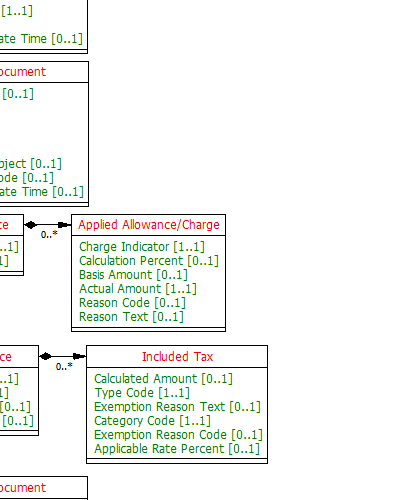 [1..1]
ate Time [0..1]
ocument
[0..1]
bject [0..1]
ode [0..1]
ate Time [0..1]
te
0..*
Applied Allowance/Charge
..1]
1]
Charge Indicator [1..1]
Calculation Percent [0..1]
Basis Amount [0..1]
Actual Amount [1..1]
Reason Code [0..1]
Reason Text [0..1]
ce
0..*
Included Tax
..1]
1]
[0..1]
[0..1]
Calculated Amount [0..1]
Type Code [1..1]
Exemption Reason Text [0..1]
Category Code [1..1]
Exemption Reason Code [0..1]
Applicable Rate Percent [0..1]
ocument